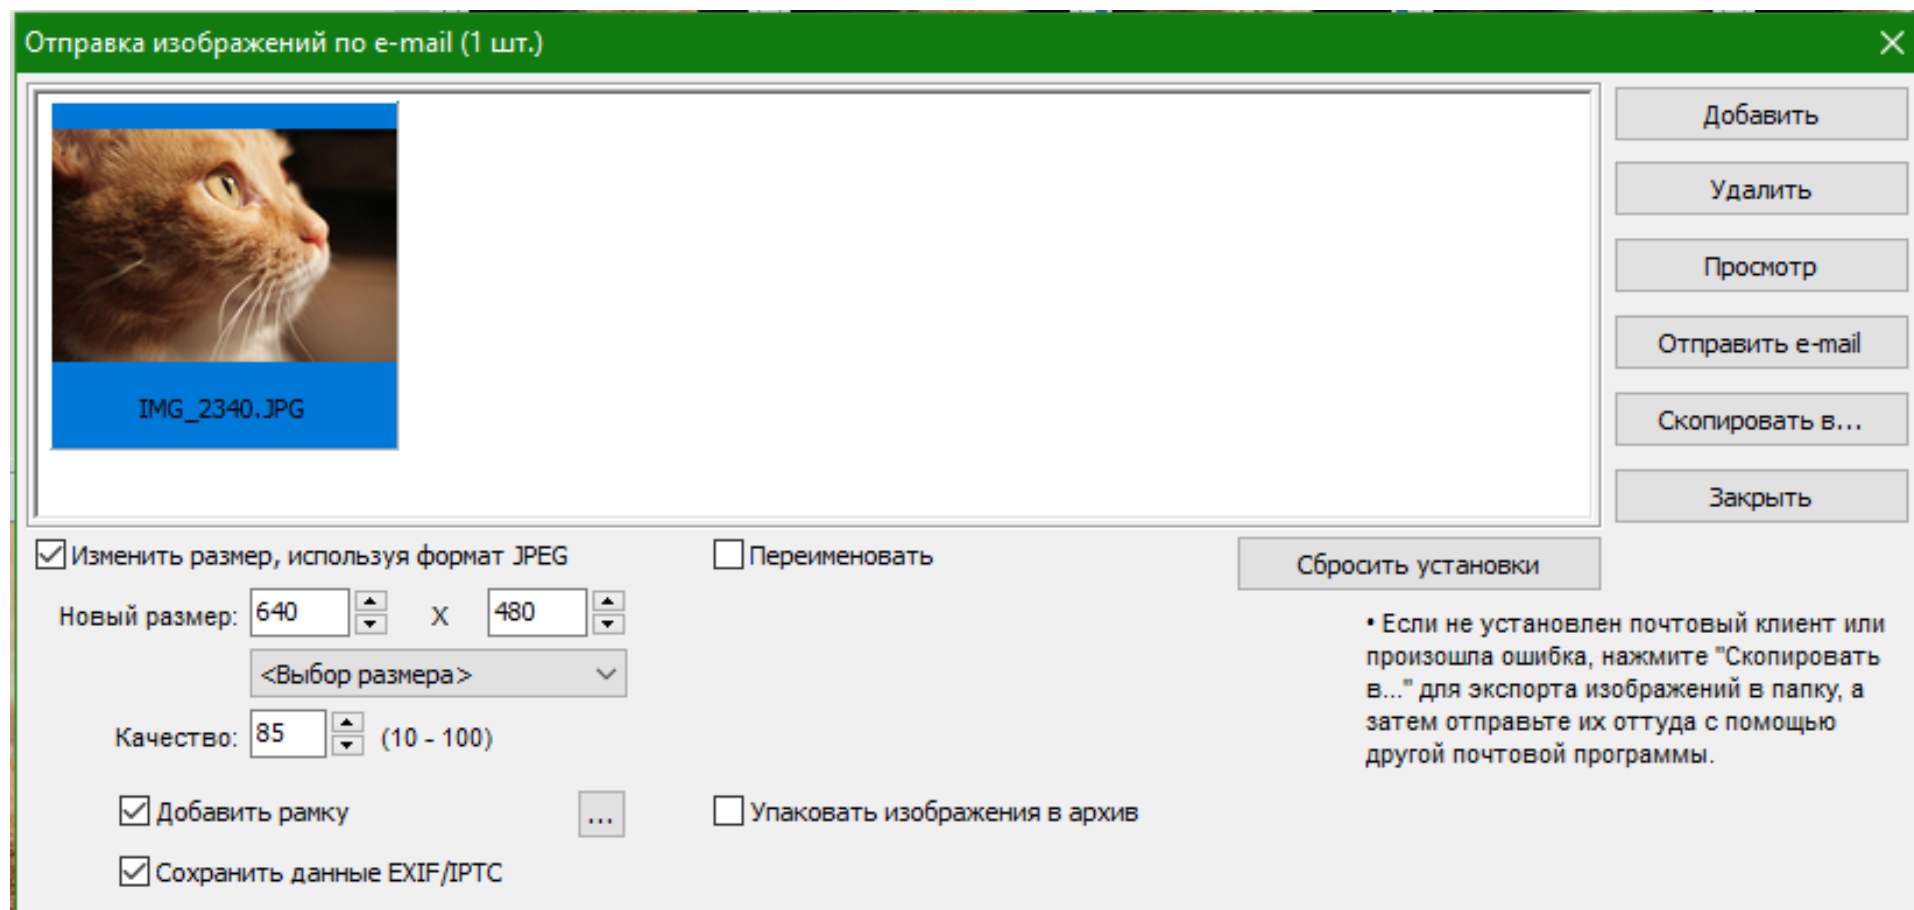 Отправка изображений по e-mail (1 шт.)
Добавить
Удалить
Просмотр
Отправить e-mail
Скопировать в...
Закрыть
IMG_2340.JPG
Изменить размер, используя формат JPEG
Переименовать
Сбросить установки
Новый размер: 640 X 480
<Выбор размера>
Качество: 85 (10 - 100)
• Если не установлен почтовый клиент или
произошла ошибка, нажмите "Скопировать
в..." для экспорта изображений в папку, а
затем отправьте их оттуда с помощью
другой почтовой программы.
Добавить рамку ...
Упаковать изображения в архив
Сохранить данные EXIF/IPTC